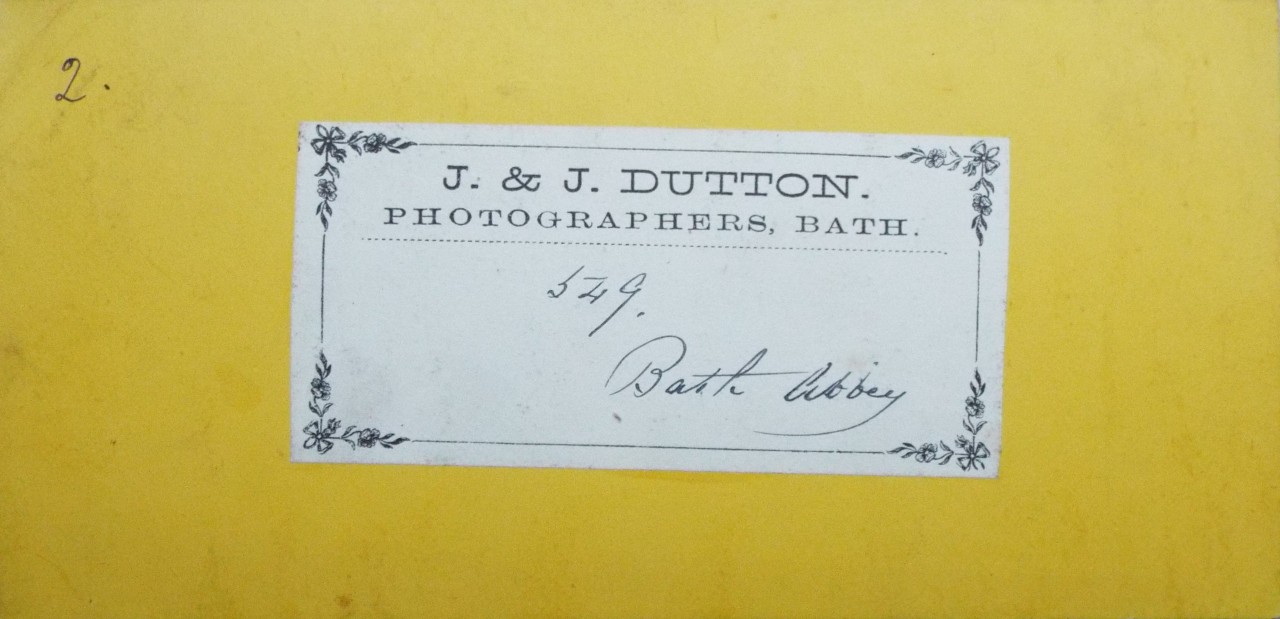 2.
J. & J. DUTTON.
PHOTOGRAPHERS, BATH.
549.
Bath Abbey